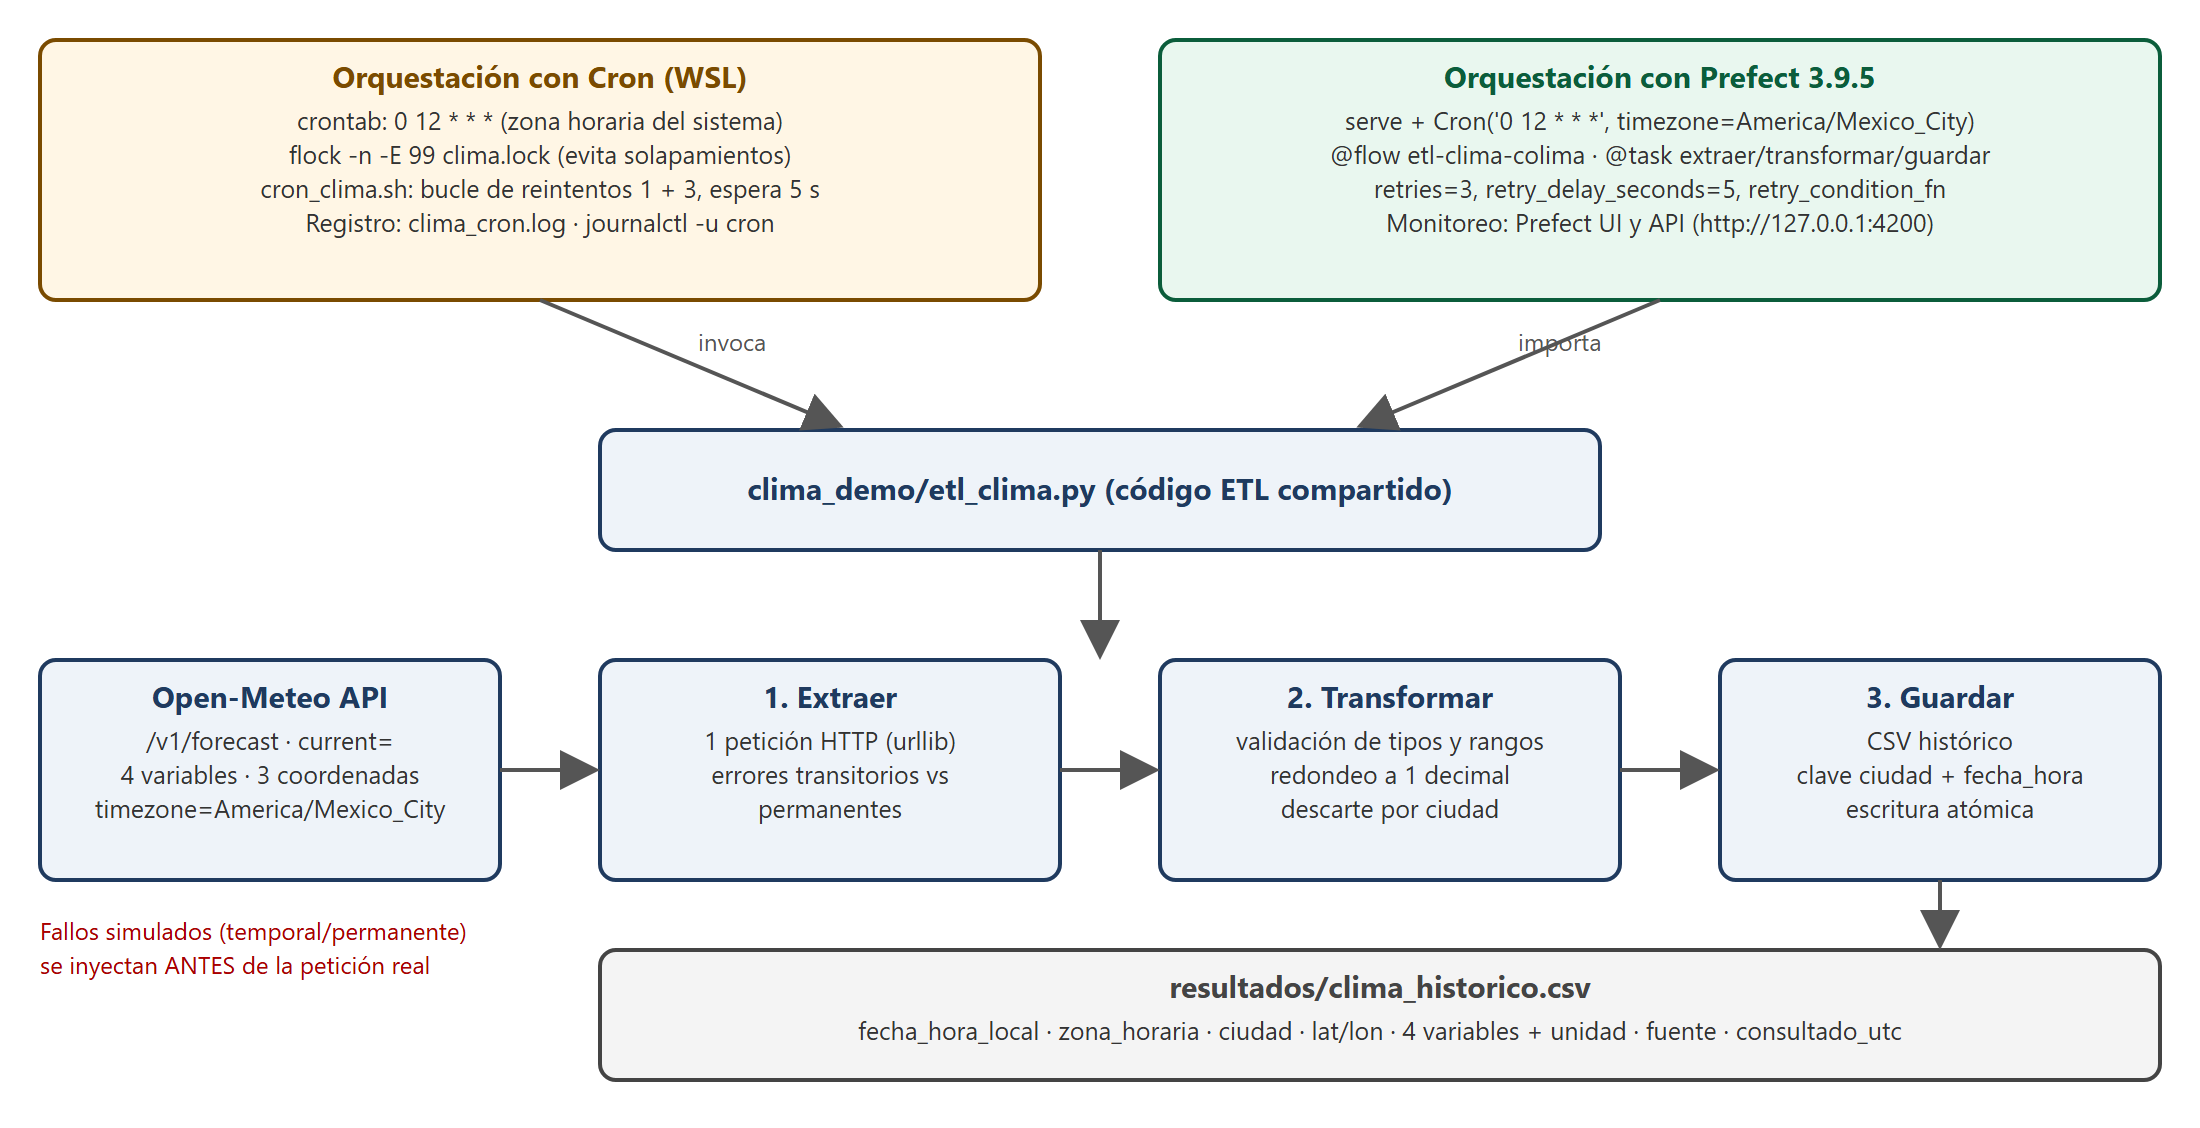 Orquestación con Cron (WSL)
crontab: 0 12 * * * (zona horaria del sistema)
flock -n -E 99 clima.lock (evita solapamientos)
cron_clima.sh: bucle de reintentos 1 + 3, espera 5 s
Registro: clima_cron.log · journalctl -u cron
Orquestación con Prefect 3.9.5
serve + Cron('0 12 * * *', timezone=America/Mexico_City)
@flow etl-clima-colima · @task extraer/transformar/guardar
retries=3, retry_delay_seconds=5, retry_condition_fn
Monitoreo: Prefect UI y API (http://127.0.0.1:4200)
invoca
importa
clima_demo/etl_clima.py (código ETL compartido)
Open-Meteo API
/v1/forecast · current=
4 variables · 3 coordenadas
timezone=America/Mexico_City
1. Extraer
1 petición HTTP (urllib)
errores transitorios vs
permanentes
2. Transformar
validación de tipos y rangos
redondeo a 1 decimal
descarte por ciudad
3. Guardar
CSV histórico
clave ciudad + fecha_hora
escritura atómica
Fallos simulados (temporal/permanente)
se inyectan ANTES de la petición real
resultados/clima_historico.csv
fecha_hora_local · zona_horaria · ciudad · lat/lon · 4 variables + unidad · fuente · consultado_utc